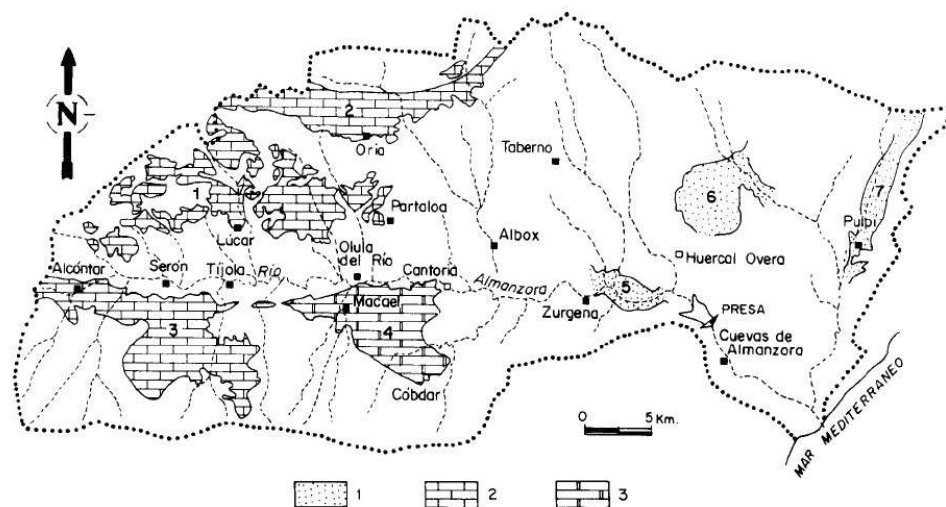 N
2
Oria
Taberno
1
6
7
Partaloa
Lúcar
Pulpí
Albox
Olula
del Río
Huercal Overa
Alcóntar
Serón
Tíjola
Río
Cantoria
Almanzora
5
Macael
Zurgena
PRESA
3
4
Cuevas de
Almanzora
Cóbdar
0 5 Km.
MAR MEDITERRANEO
1 2 3